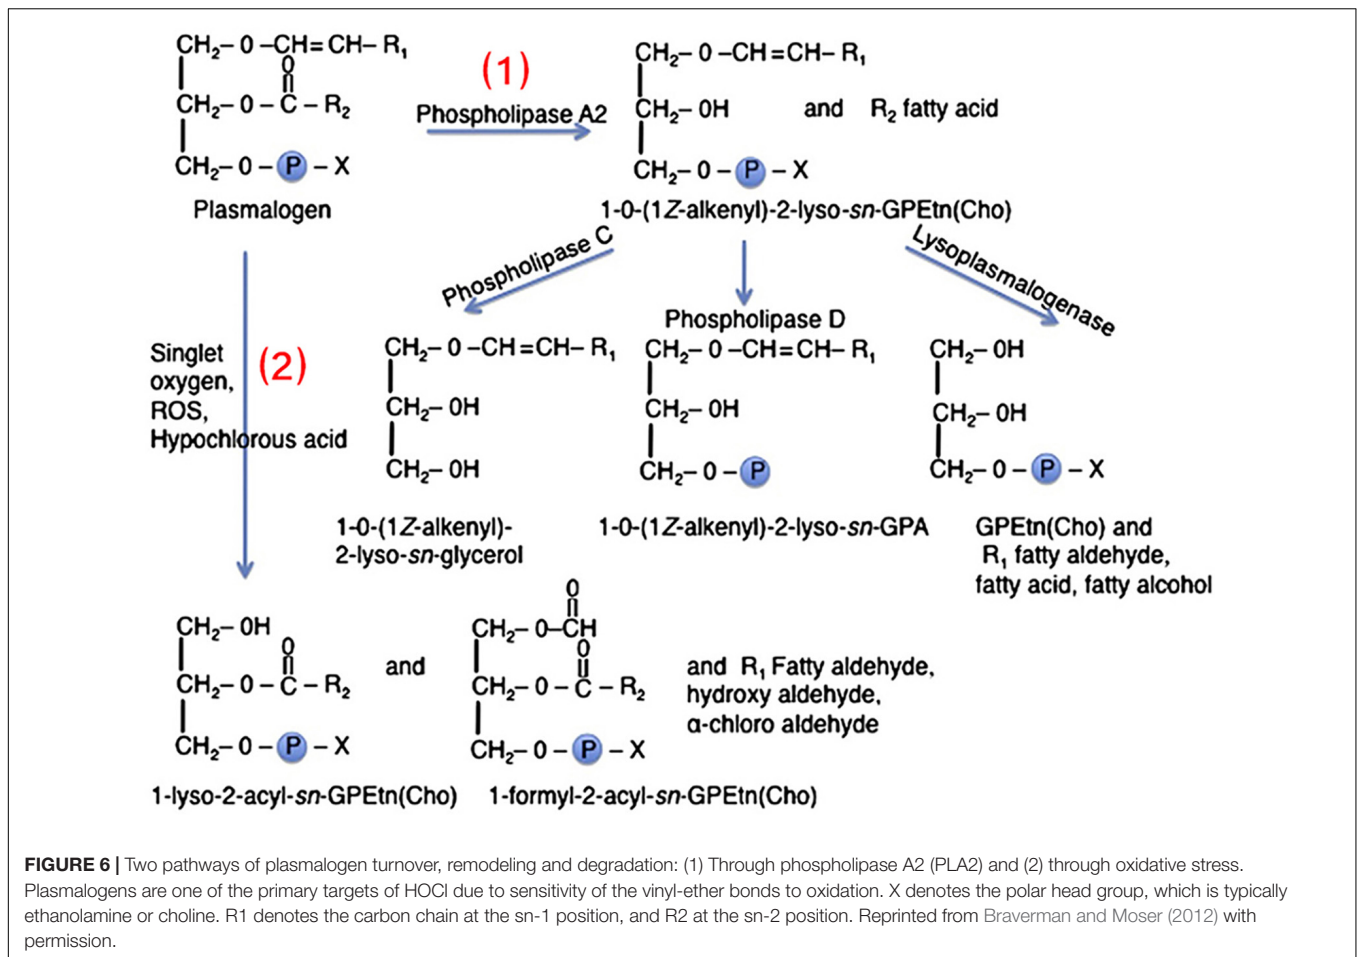 CH₂– O –CH=CH– R₁
O
CH₂– O – C – R₂
CH₂– O – P – X
Plasmalogen
(1)
Phospholipase A2
CH₂– O –CH=CH– R₁
CH₂– OH
and R₂ fatty acid
CH₂– O – P – X
1-0-(1Z-alkenyl)-2-lyso-sn-GPEtn(Cho)
Phospholipase C
Phospholipase D
Lysoplasmalogenase
Singlet
oxygen,
ROS,
Hypochlorous acid
(2)
CH₂– O –CH=CH– R₁
CH₂– OH
CH₂– OH
1-0-(1Z-alkenyl)-
2-lyso-sn-glycerol
CH₂– O –CH=CH– R₁
CH₂– OH
CH₂– O – P
1-0-(1Z-alkenyl)-2-lyso-sn-GPA
CH₂– OH
CH₂– OH
CH₂– O – P – X
GPEtn(Cho) and
R₁ fatty aldehyde,
fatty acid, fatty alcohol
CH₂– OH
O
CH₂– O – C – R₂
CH₂– O – P – X
1-lyso-2-acyl-sn-GPEtn(Cho)
and
O
CH₂– O–CH
O
CH₂– O – C – R₂
CH₂– O – P – X
1-formyl-2-acyl-sn-GPEtn(Cho)
and R₁ Fatty aldehyde,
hydroxy aldehyde,
α-chloro aldehyde
FIGURE 6 | Two pathways of plasmalogen turnover, remodeling and degradation: (1) Through phospholipase A2 (PLA2) and (2) through oxidative stress.
Plasmalogens are one of the primary targets of HOCl due to sensitivity of the vinyl-ether bonds to oxidation. X denotes the polar head group, which is typically
ethanolamine or choline. R1 denotes the carbon chain at the sn-1 position, and R2 at the sn-2 position. Reprinted from Braverman and Moser (2012) with
permission.